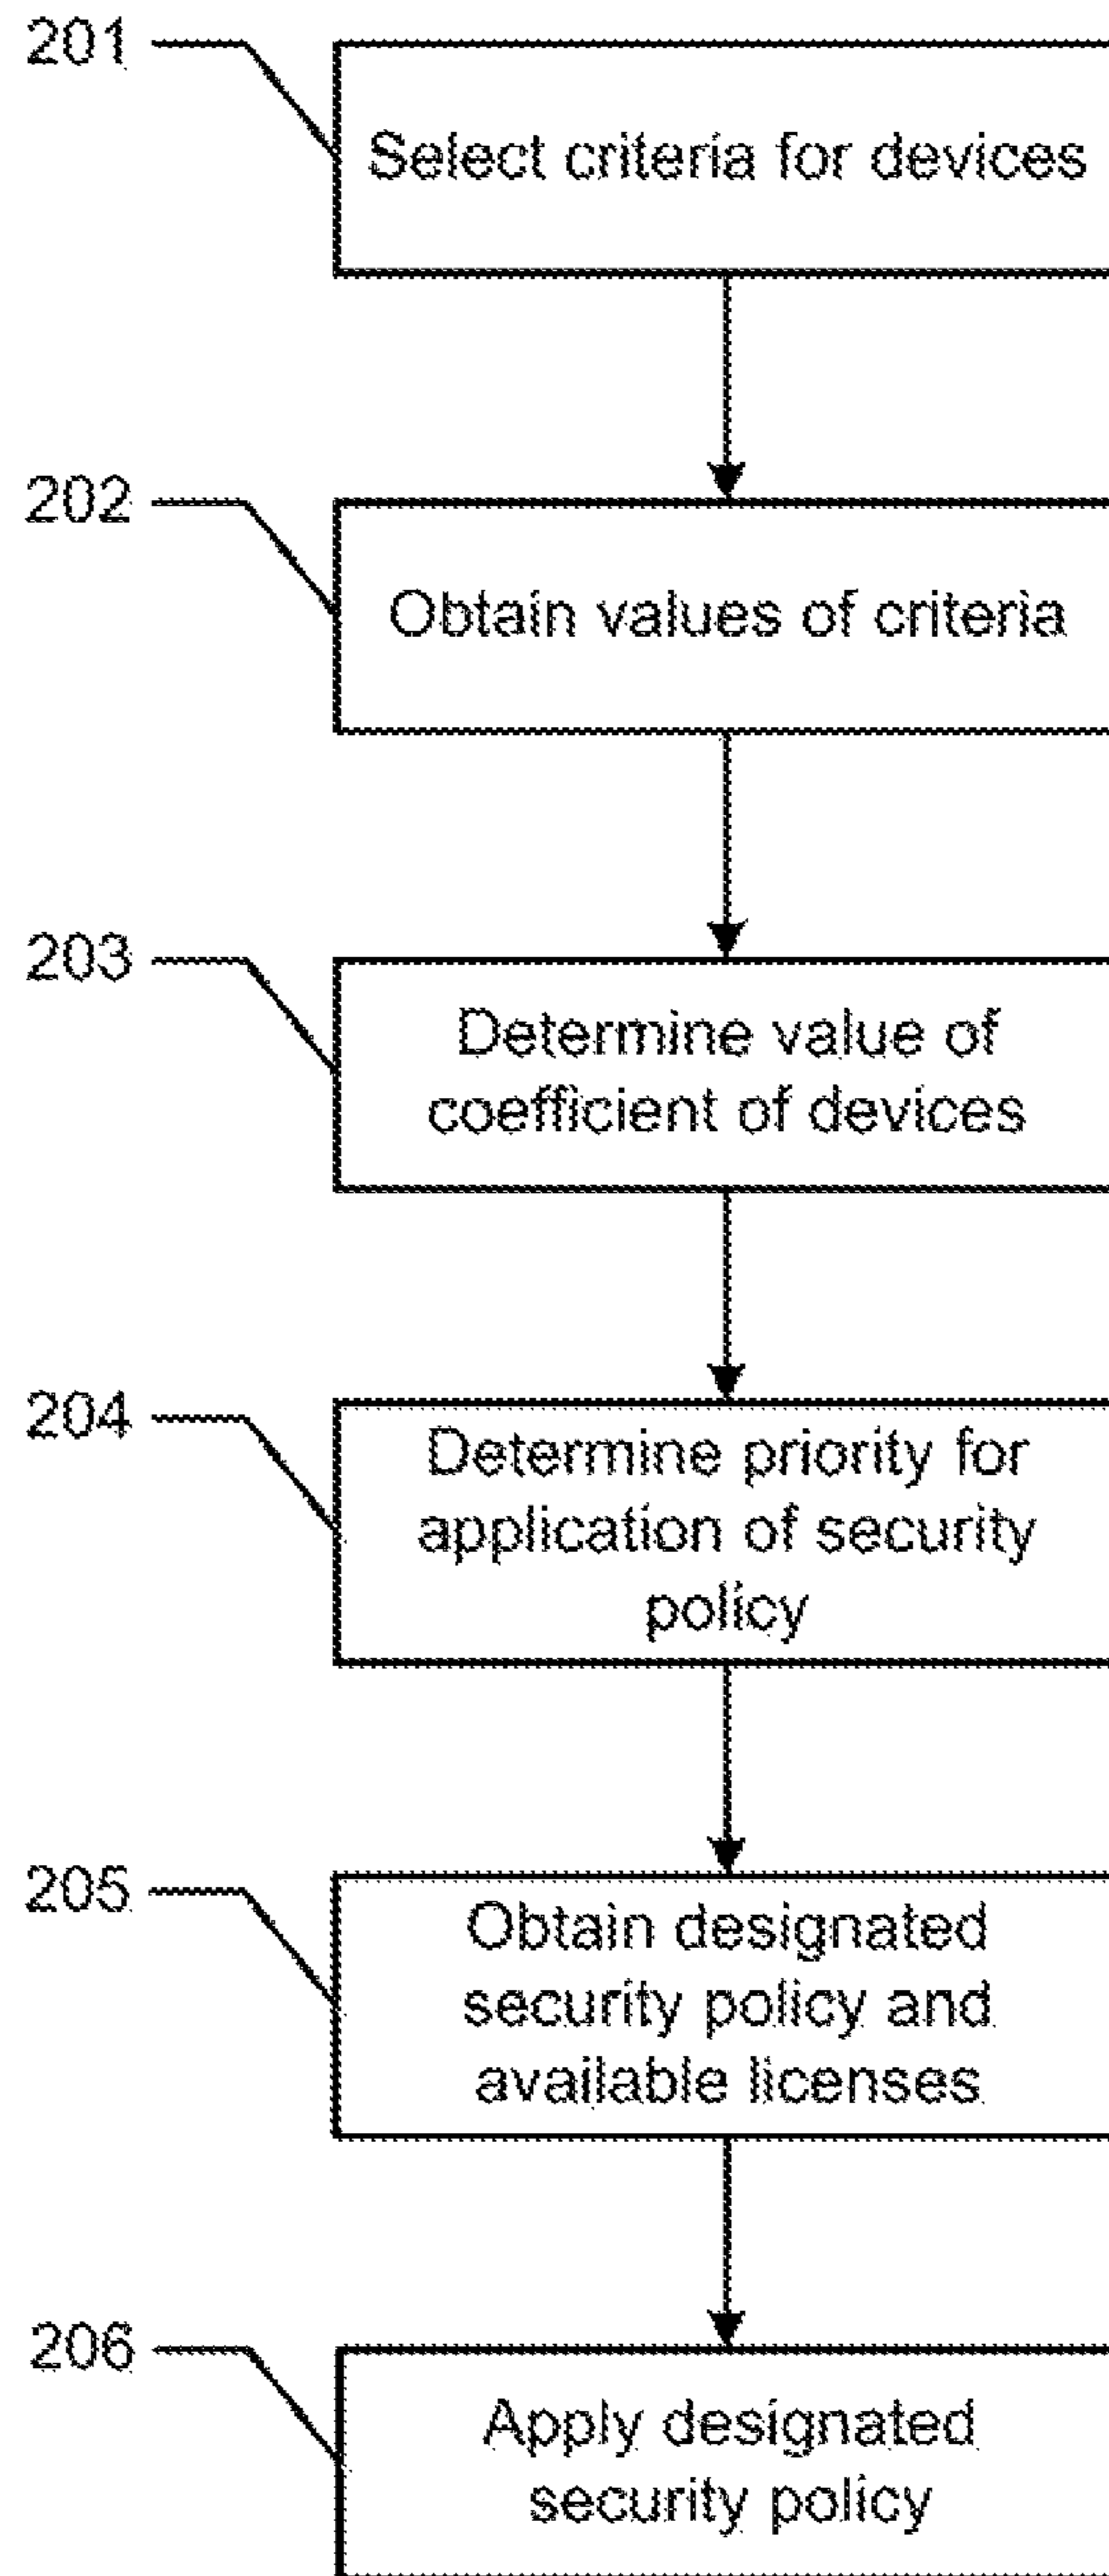 201
Select criteria for devices
202
Obtain values of criteria
203
Determine value of
coefficient of devices
204
Determine priority for
application of security
policy
205
Obtain designated
security policy and
available licenses
206
Apply designated
security policy